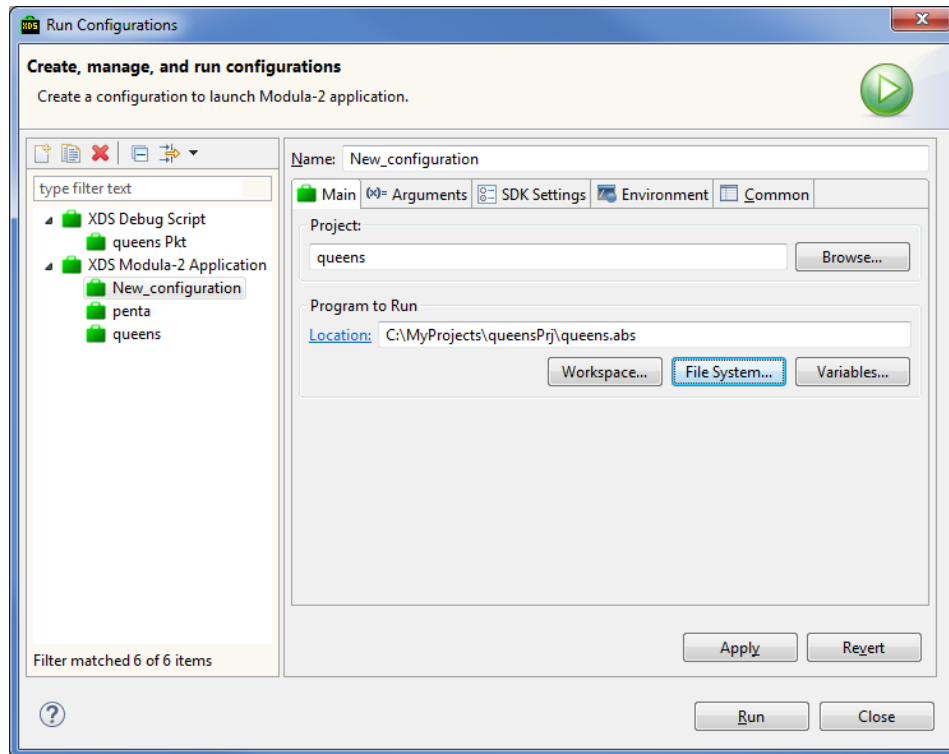 XDS Run Configurations X
Create, manage, and run configurations
Create a configuration to launch Modula-2 application.
Name: New_configuration
type filter text
Main (x)= Arguments SDK Settings Environment Common
XDS Debug Script
queens Pkt
XDS Modula-2 Application
New_configuration
penta
queens
Project:
queens Browse...
Program to Run
Location: C:\MyProjects\queensPrj\queens.abs
Workspace... File System... Variables...
Filter matched 6 of 6 items
Apply Revert
? Run Close